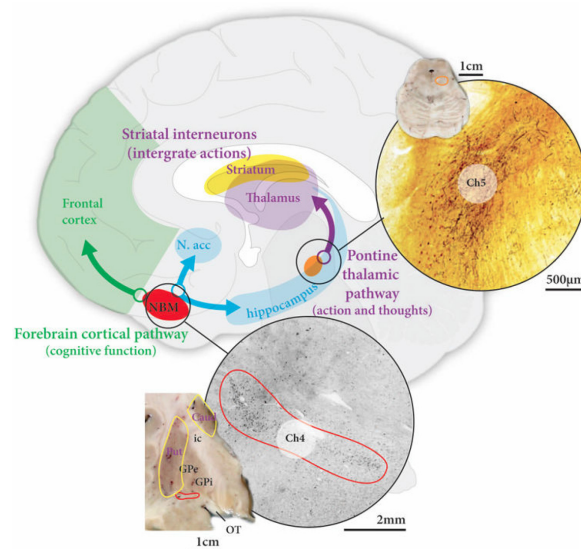 1cm
Striatal interneurons
(intergrate actions)
Striatum
Thalamus
Ch5
Frontal
cortex
N. acc
500μm
Pontine
thalamic
pathway
(action and thoughts)
hippocampus
NBM
Forebrain cortical pathway
(cognitive function)
Caud
ic
Put
GPe
GPi
OT
1cm
Ch4
2mm